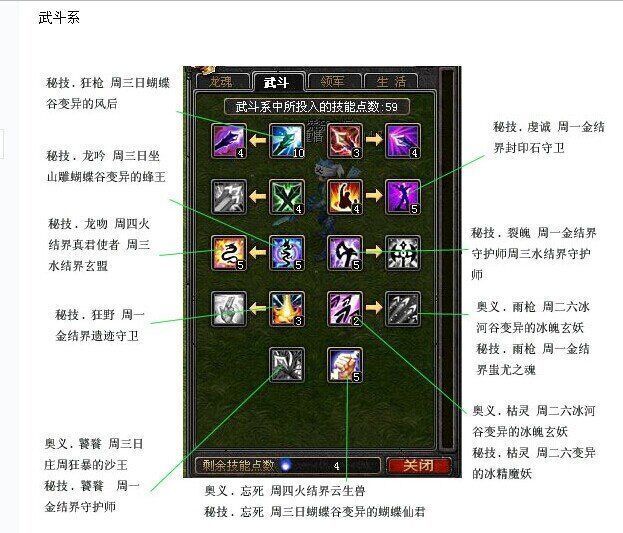 武斗系
秘技．狂枪 周三日蝴蝶
谷变异的风后
秘技．龙吟 周三日坐
山雕蝴蝶谷变异的蜂王
秘技．龙吻 周四火
结界真君使者 周三
水结界玄盟
秘技．狂野 周一
金结界遗迹守卫
奥义．饕餮 周三日
庄周狂暴的沙王
秘技．饕餮 周一
金结界守护师
龙魂
武斗
领军
生 活
武斗系中所投入的技能点数:59
4
10
3
4
4
4
5
5
5
5
3
2
5
剩余技能点数
4
关闭
秘技．虔诚 周一金结
界封印石守卫
秘技．裂魄 周一金结界
守护师周三水结界守护
师
奥义．雨枪 周二六冰
河谷变异的冰魄玄妖
秘技．雨枪 周一金结
界蚩尤之魂
奥义．枯灵 周二六冰河
谷变异的冰魄玄妖
秘技．枯灵 周二六变异
的冰精魔妖
奥义．忘死 周四火结界云生兽
秘技．忘死 周三日蝴蝶谷变异的蝴蝶仙君